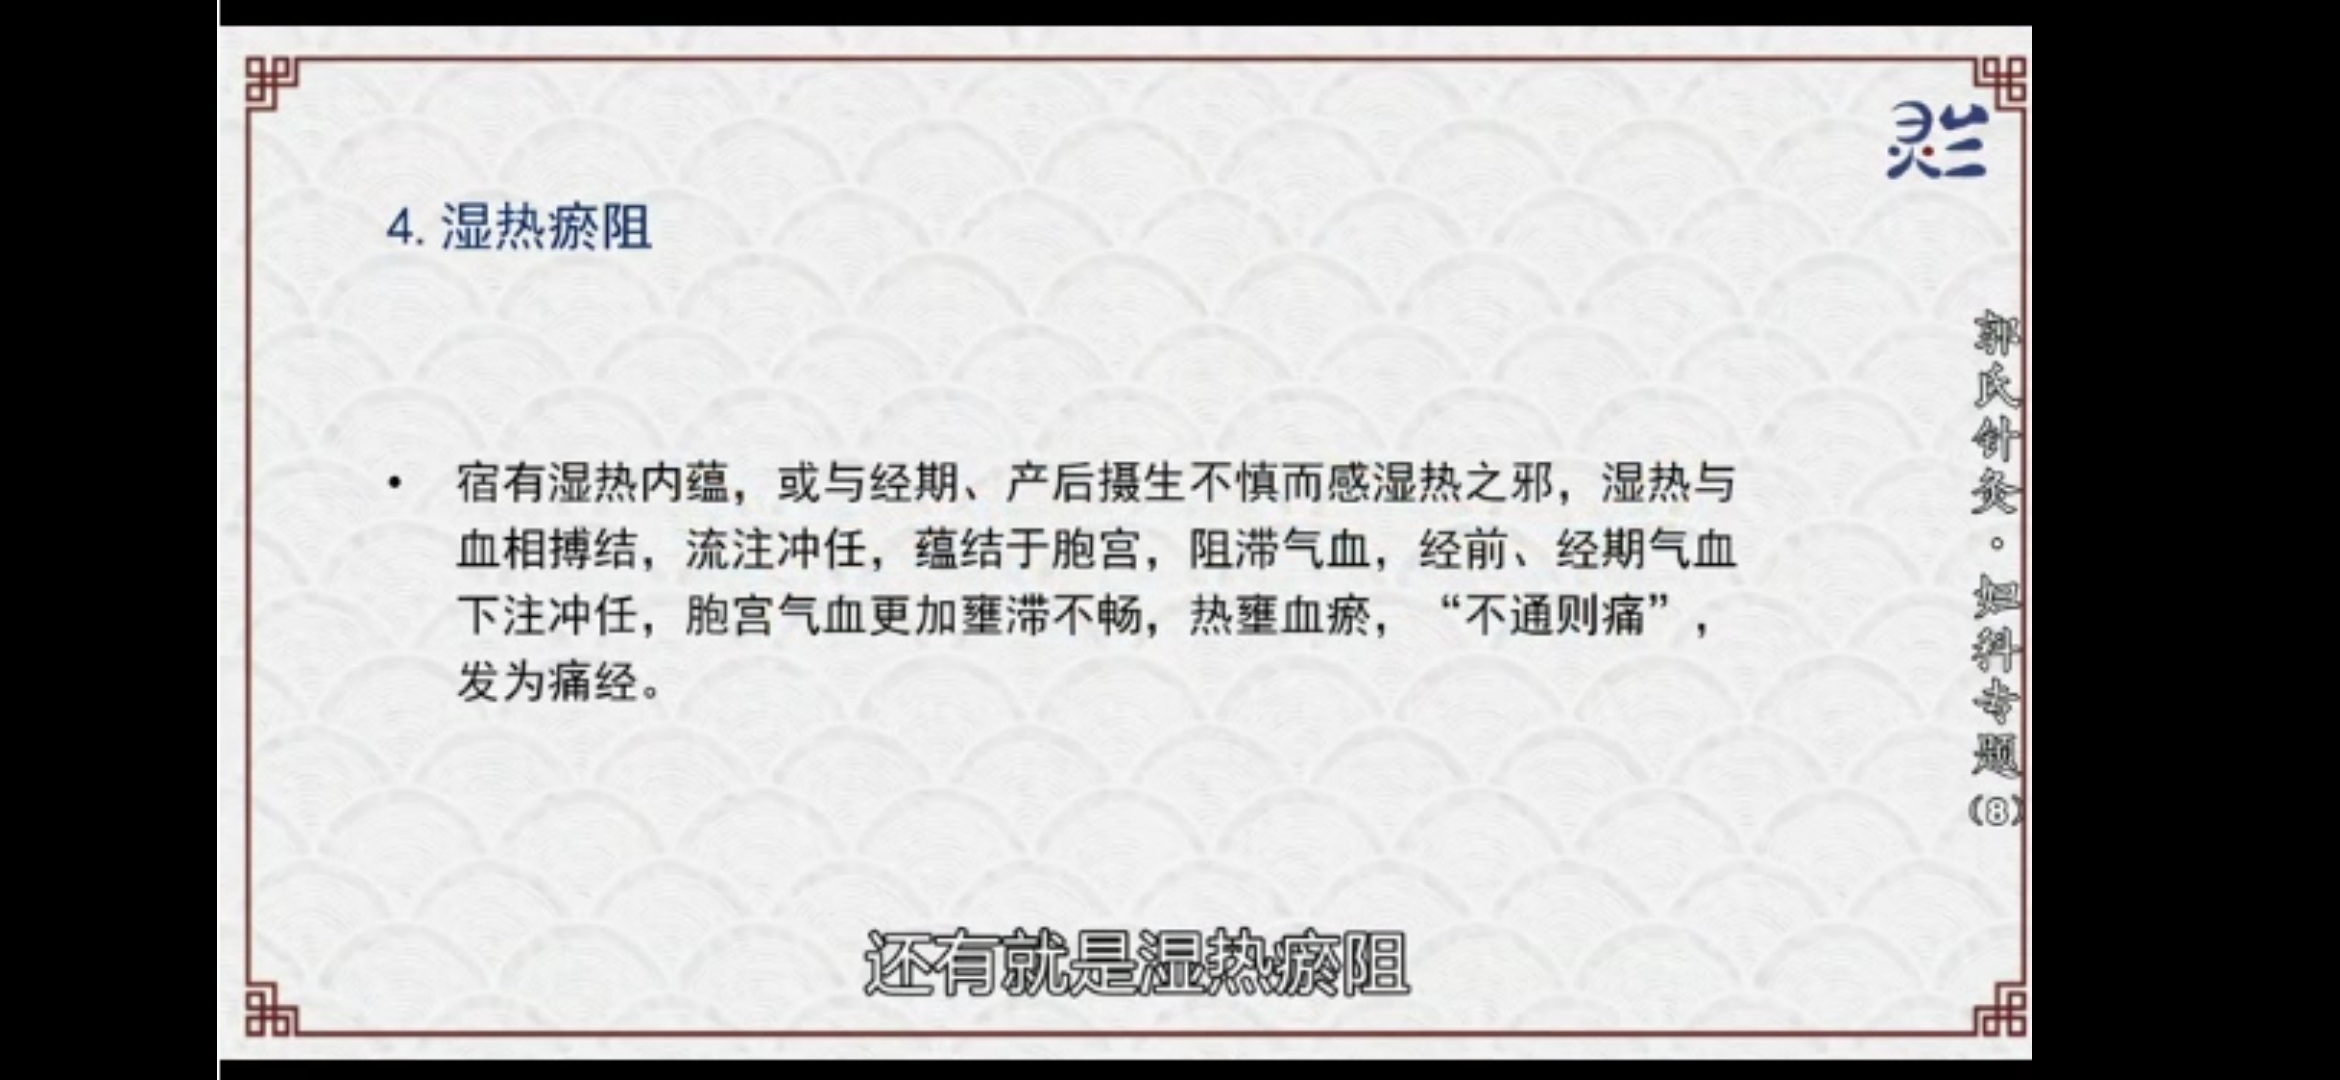 灵兰
4. 湿热瘀阻
• 宿有湿热内蕴，或与经期、产后摄生不慎而感湿热之邪，湿热与
血相搏结，流注冲任，蕴结于胞宫，阻滞气血，经前、经期气血
下注冲任，胞宫气血更加壅滞不畅，热壅血瘀，“不通则痛”，
发为痛经。
郭氏针灸·妇科专题(8)
还有就是湿热瘀阻